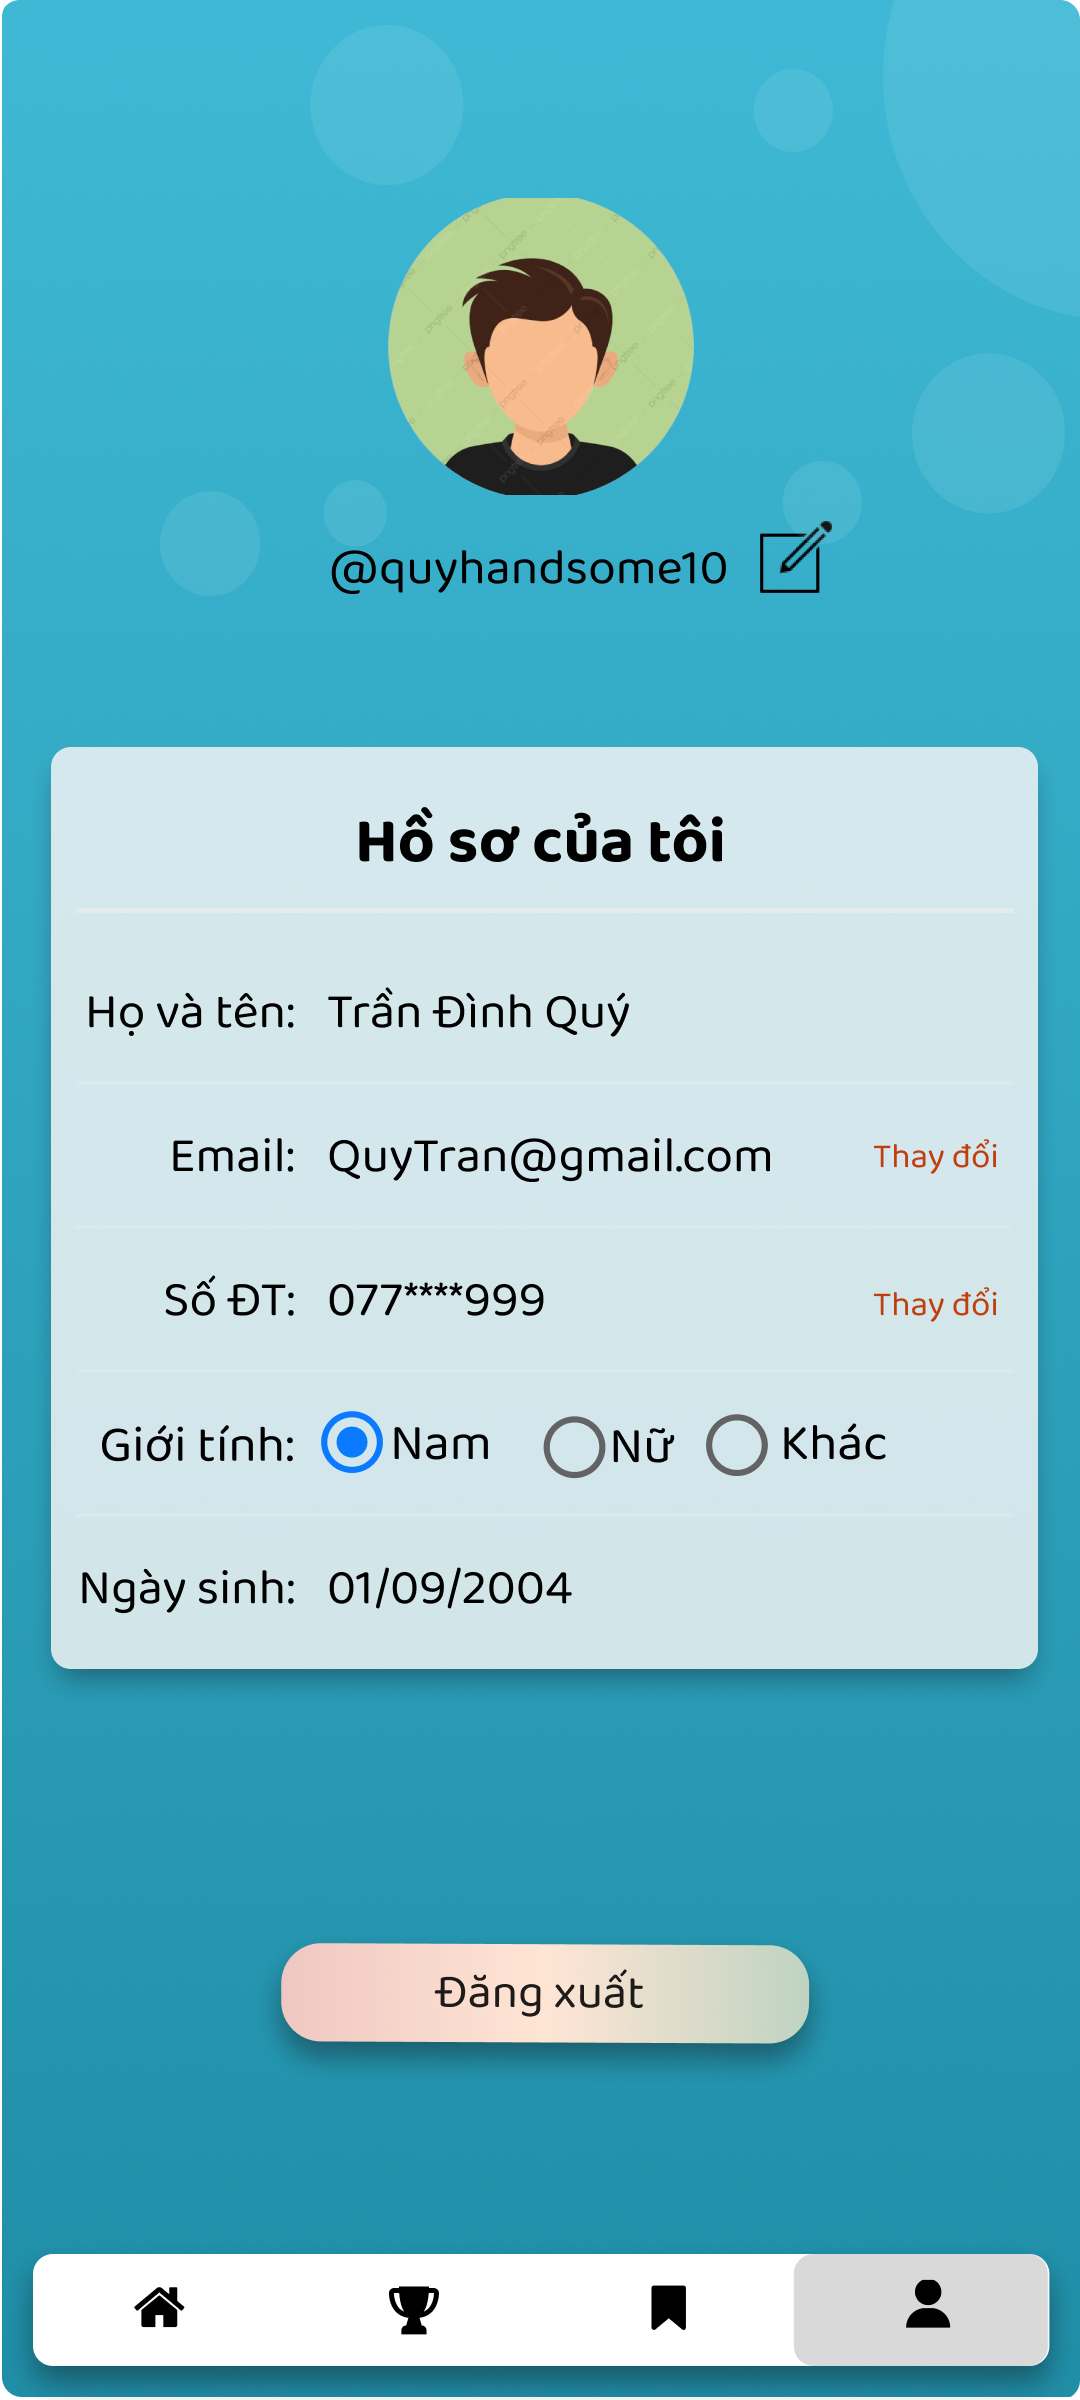 @quyhandsome10
Hồ sơ của tôi
Họ và tên: Trần Đình Quý
Email: QuyTran@gmail.com Thay đổi
Số ĐT: 077****999 Thay đổi
Giới tính: Nam Nữ Khác
Ngày sinh: 01/09/2004
Đăng xuất